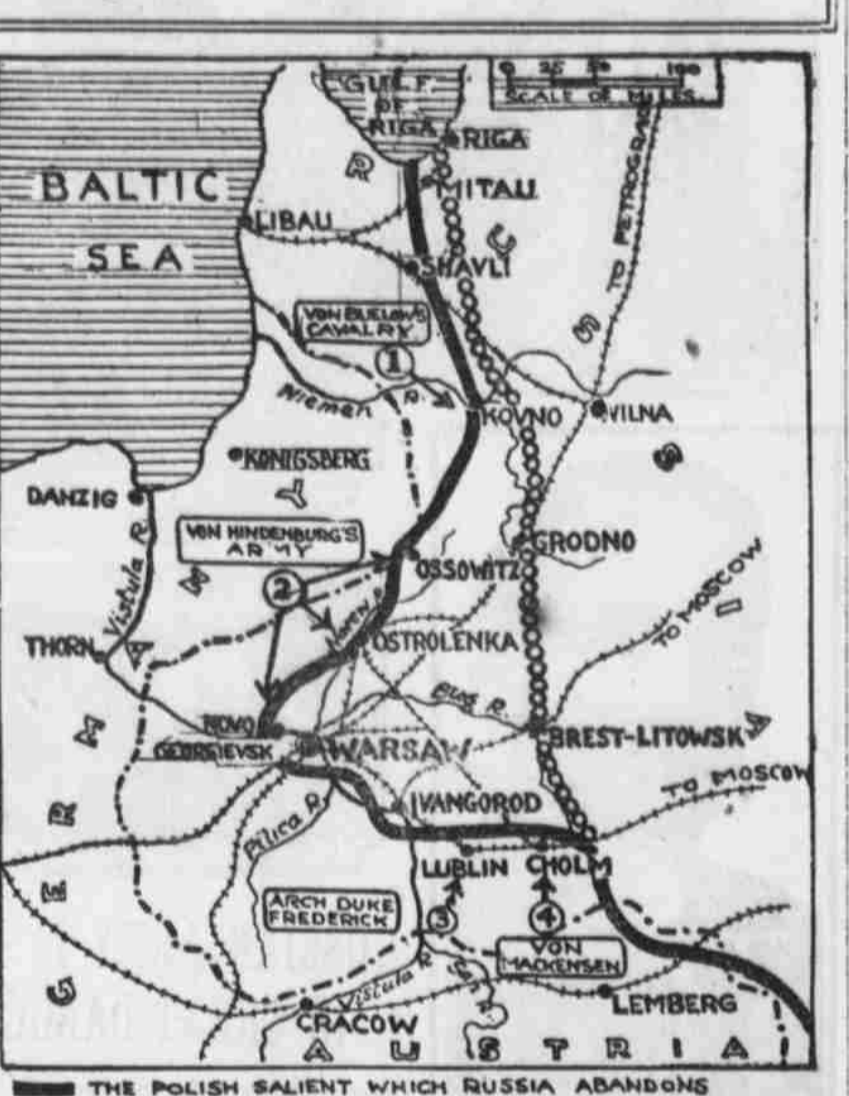 0 25 50 100
SCALE OF MILES
GULF
OF
RIGA
RIGA
MITAU
BALTIC
SEA
LIBAU
SHAVLI
TO PETROGRAD
VON BUELOW'S
CAVALRY
1
Niemen R.
KOVNO
VILNA
KONIGSBERG
DANZIG
Vistula R.
VON HINDENBURG'S
ARMY
2
OSSOWITZ
GRODNO
TO MOSCOW
THORN
OSTROLENKA
BUG R.
NOVO
GEORGIEVSK
WARSAW
BREST-LITOWSK
TO MOSCOW
Pilica R.
IVANGOROD
LUBLIN
CHOLM
ARCH DUKE
FREDERICK
3
4
VON
MACKENSEN
Vistula R.
San R.
LEMBERG
CRACOW
GERMANY
RUSSIA
AUSTRIA
THE POLISH SALIENT WHICH RUSSIA ABANDONS